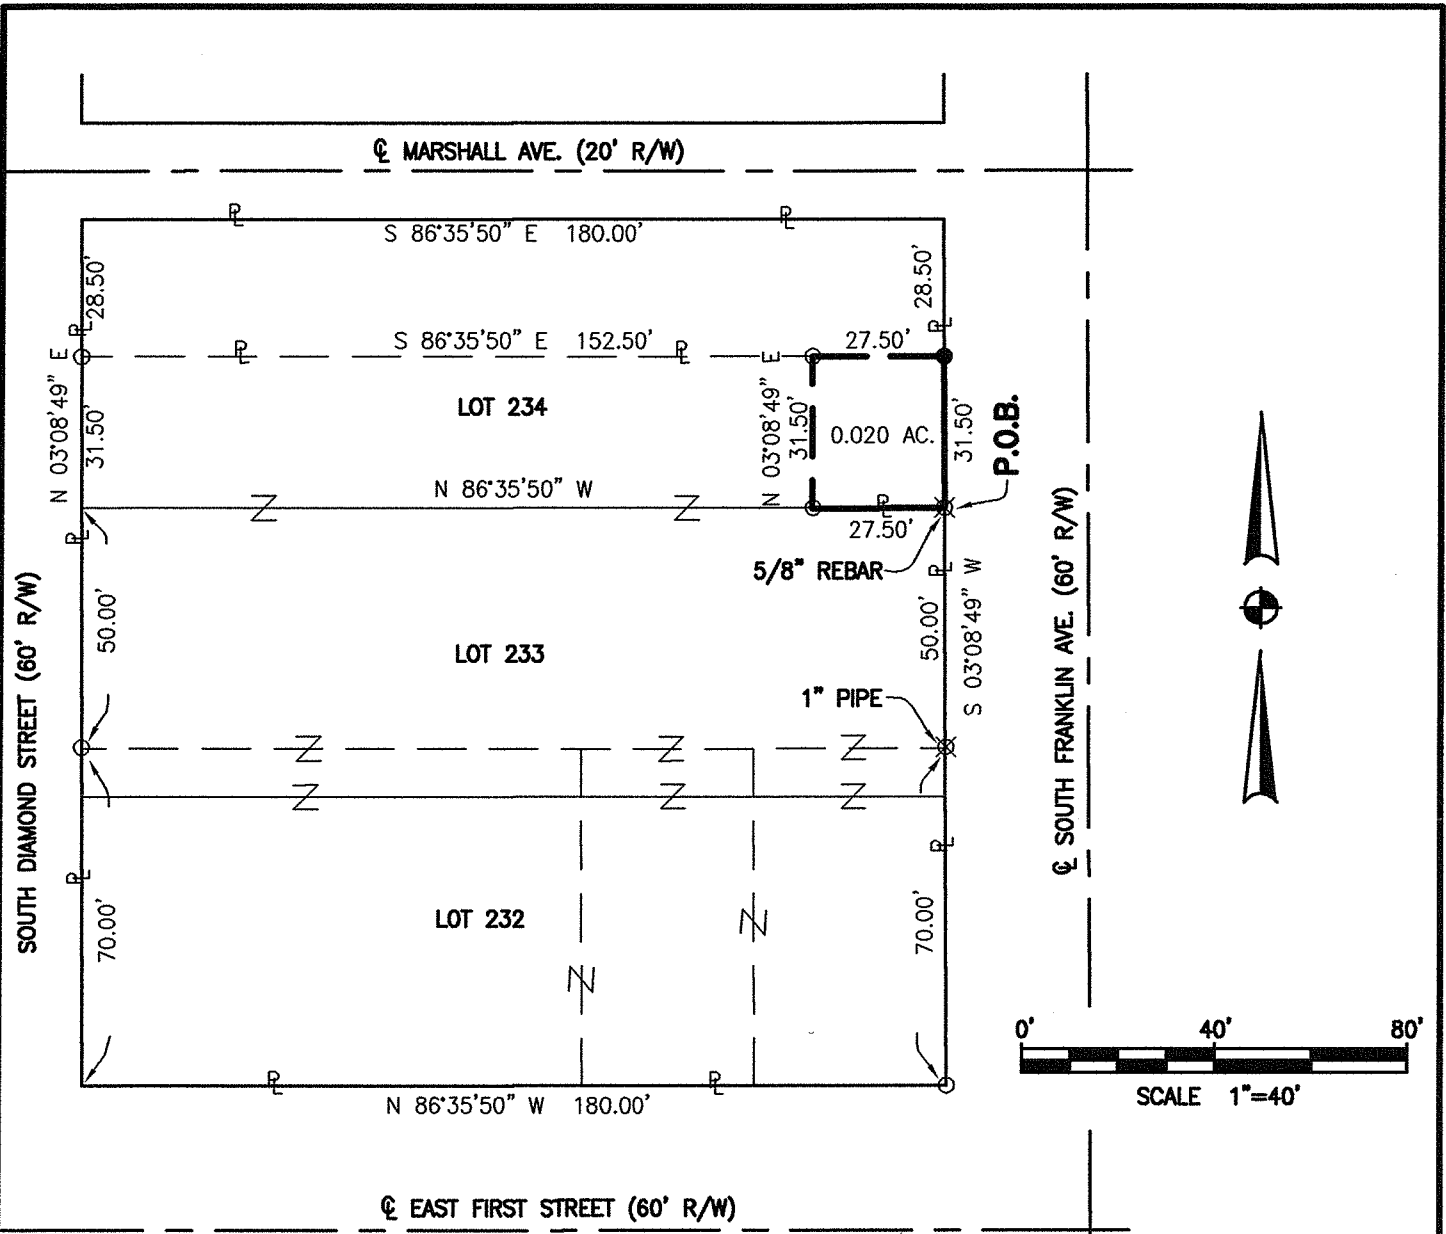 ℄ MARSHALL AVE. (20' R/W)
℄ ℄
S 86°35'50" E 180.00'
28.50'
28.50'
℄
℄
S 86°35'50" E 152.50'
27.50'
℄ ℄
N 03°08'49" E
31.50'
LOT 234
N 03°08'49" E
31.50'
0.020 AC.
31.50'
P.O.B.
N 86°35'50" W
℄
27.50'
℄
5/8" REBAR
℄
SOUTH DIAMOND STREET (60' R/W)
50.00'
LOT 233
50.00'
S 03°08'49" W
℄ SOUTH FRANKLIN AVE. (60' R/W)
1" PIPE
℄
℄
70.00'
LOT 232
70.00'
0' 40' 80'
SCALE 1"=40'
℄ ℄
N 86°35'50" W 180.00'
℄ EAST FIRST STREET (60' R/W)